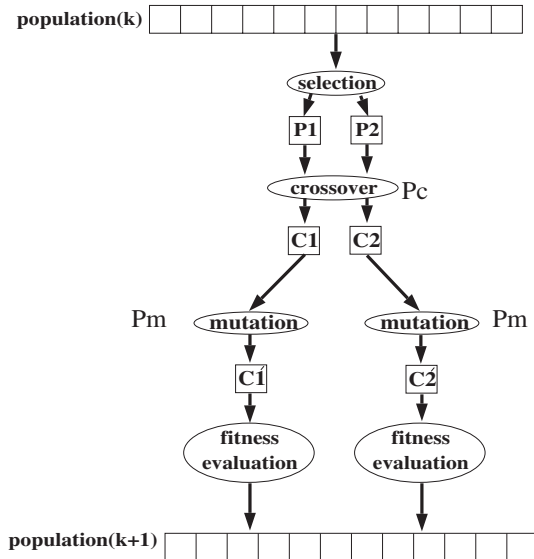 population(k)
selection
P1 P2
crossover Pc
C1 C2
Pm mutation mutation Pm
C1́ C2́
fitness fitness
evaluation evaluation
population(k+1)